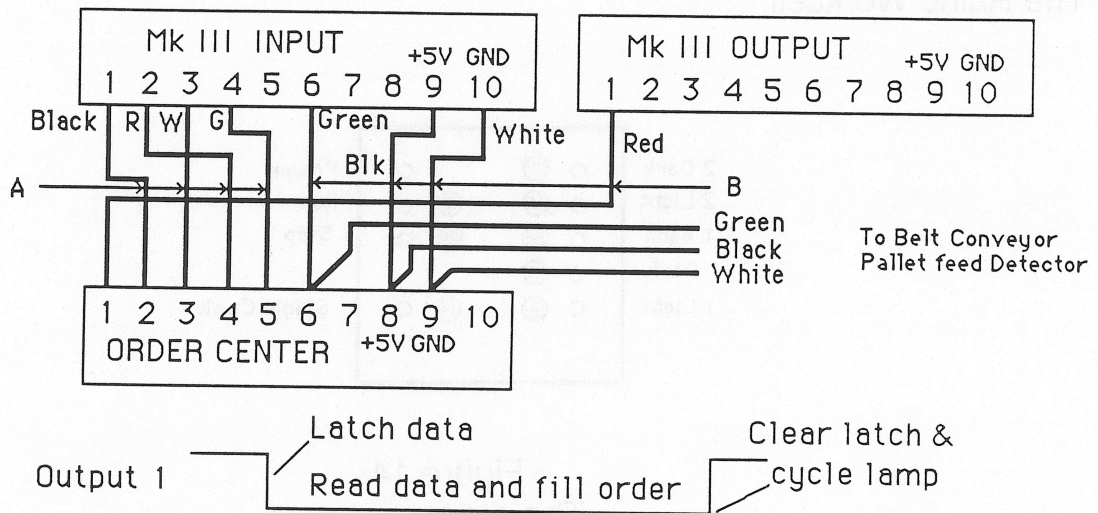 Mk III INPUT
+5V GND
1 2 3 4 5 6 7 8 9 10
Mk III OUTPUT
+5V GND
1 2 3 4 5 6 7 8 9 10
Black R W G Green White Red
Blk
A
B
Green
Black
White
To Belt Conveyor
Pallet feed Detector
1 2 3 4 5 6 7 8 9 10
ORDER CENTER +5V GND
Latch data
Clear latch &
cycle lamp
Output 1
Read data and fill order